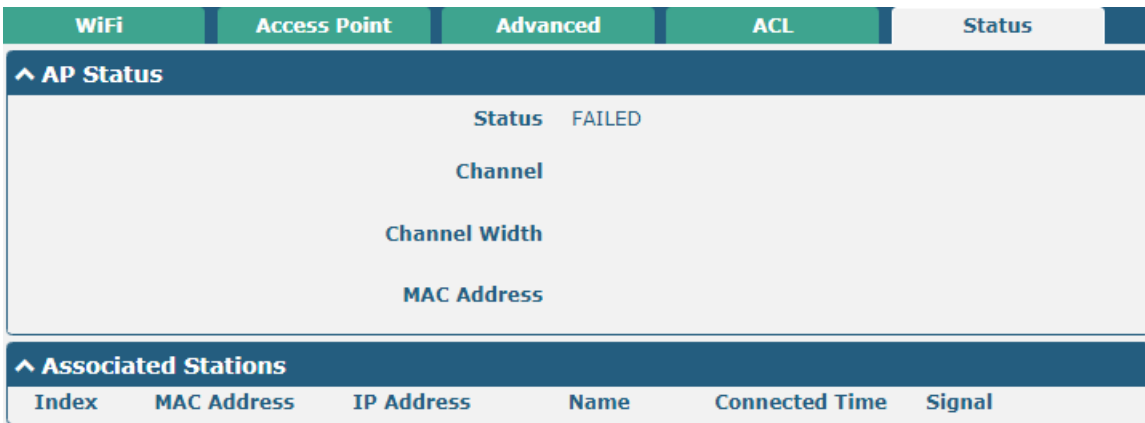 WiFi Access Point Advanced ACL Status
AP Status
Status FAILED
Channel
Channel Width
MAC Address
Associated Stations
Index MAC Address IP Address Name Connected Time Signal